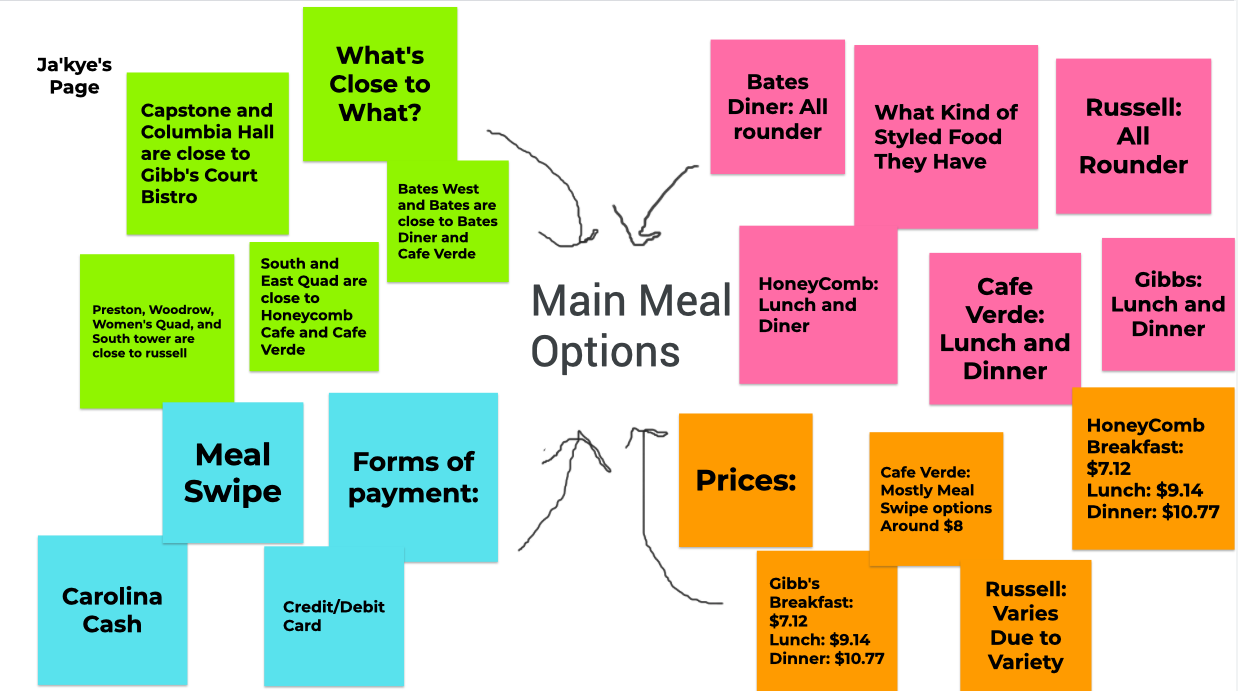 Ja'kye's
Page
What's
Close to
What?
Capstone and
Columbia Hall
are close to
Gibb's Court
Bistro
Bates West
and Bates are
close to Bates
Diner and
Cafe Verde
South and
East Quad are
close to
Honeycomb
Cafe and Cafe
Verde
Preston, Woodrow,
Women's Quad, and
South tower are
close to russell
Main Meal
Options
Bates
Diner: All
rounder
What Kind of
Styled Food
They Have
Russell:
All
Rounder
HoneyComb:
Lunch and
Diner
Cafe
Verde:
Lunch and
Dinner
Gibbs:
Lunch and
Dinner
Meal
Swipe
Forms of
payment:
Carolina
Cash
Credit/Debit
Card
Prices:
Cafe Verde:
Mostly Meal
Swipe options
Around $8
HoneyComb
Breakfast:
$7.12
Lunch: $9.14
Dinner: $10.77
Gibb's
Breakfast:
$7.12
Lunch: $9.14
Dinner: $10.77
Russell:
Varies
Due to
Variety